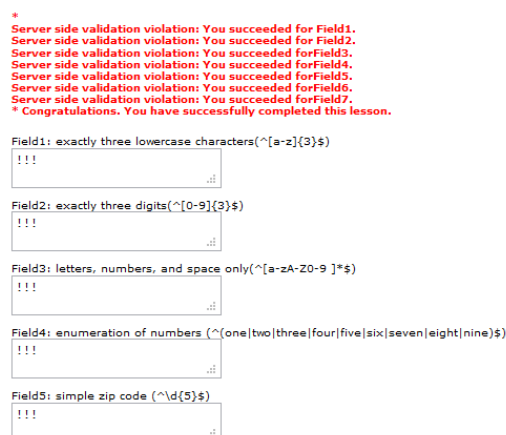 *
Server side validation violation: You succeeded for Field1.
Server side validation violation: You succeeded for Field2.
Server side validation violation: You succeeded forField3.
Server side validation violation: You succeeded forField4.
Server side validation violation: You succeeded forField5.
Server side validation violation: You succeeded forField6.
Server side validation violation: You succeeded forField7.
* Congratulations. You have successfully completed this lesson.
Field1: exactly three lowercase characters(^[a-z]{3}$)
!!!
Field2: exactly three digits(^[0-9]{3}$)
!!!
Field3: letters, numbers, and space only(^[a-zA-Z0-9 ]*$)
!!!
Field4: enumeration of numbers (^(one|two|three|four|five|six|seven|eight|nine)$)
!!!
Field5: simple zip code (^\d{5}$)
!!!